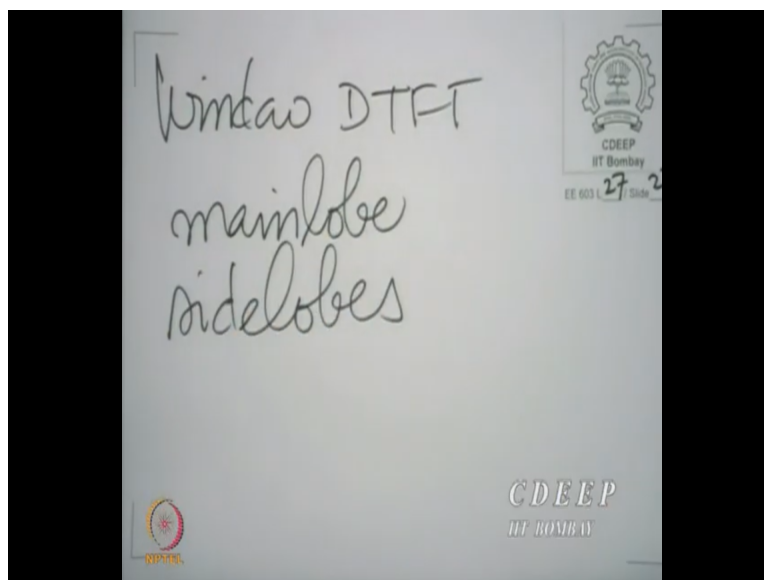 Window DTFT
mainlobe
sidelobes
CDEEP
IIT Bombay
EE 603 L 27 / Slide 2
CDEEP
IIT BOMBAY
NPTEL